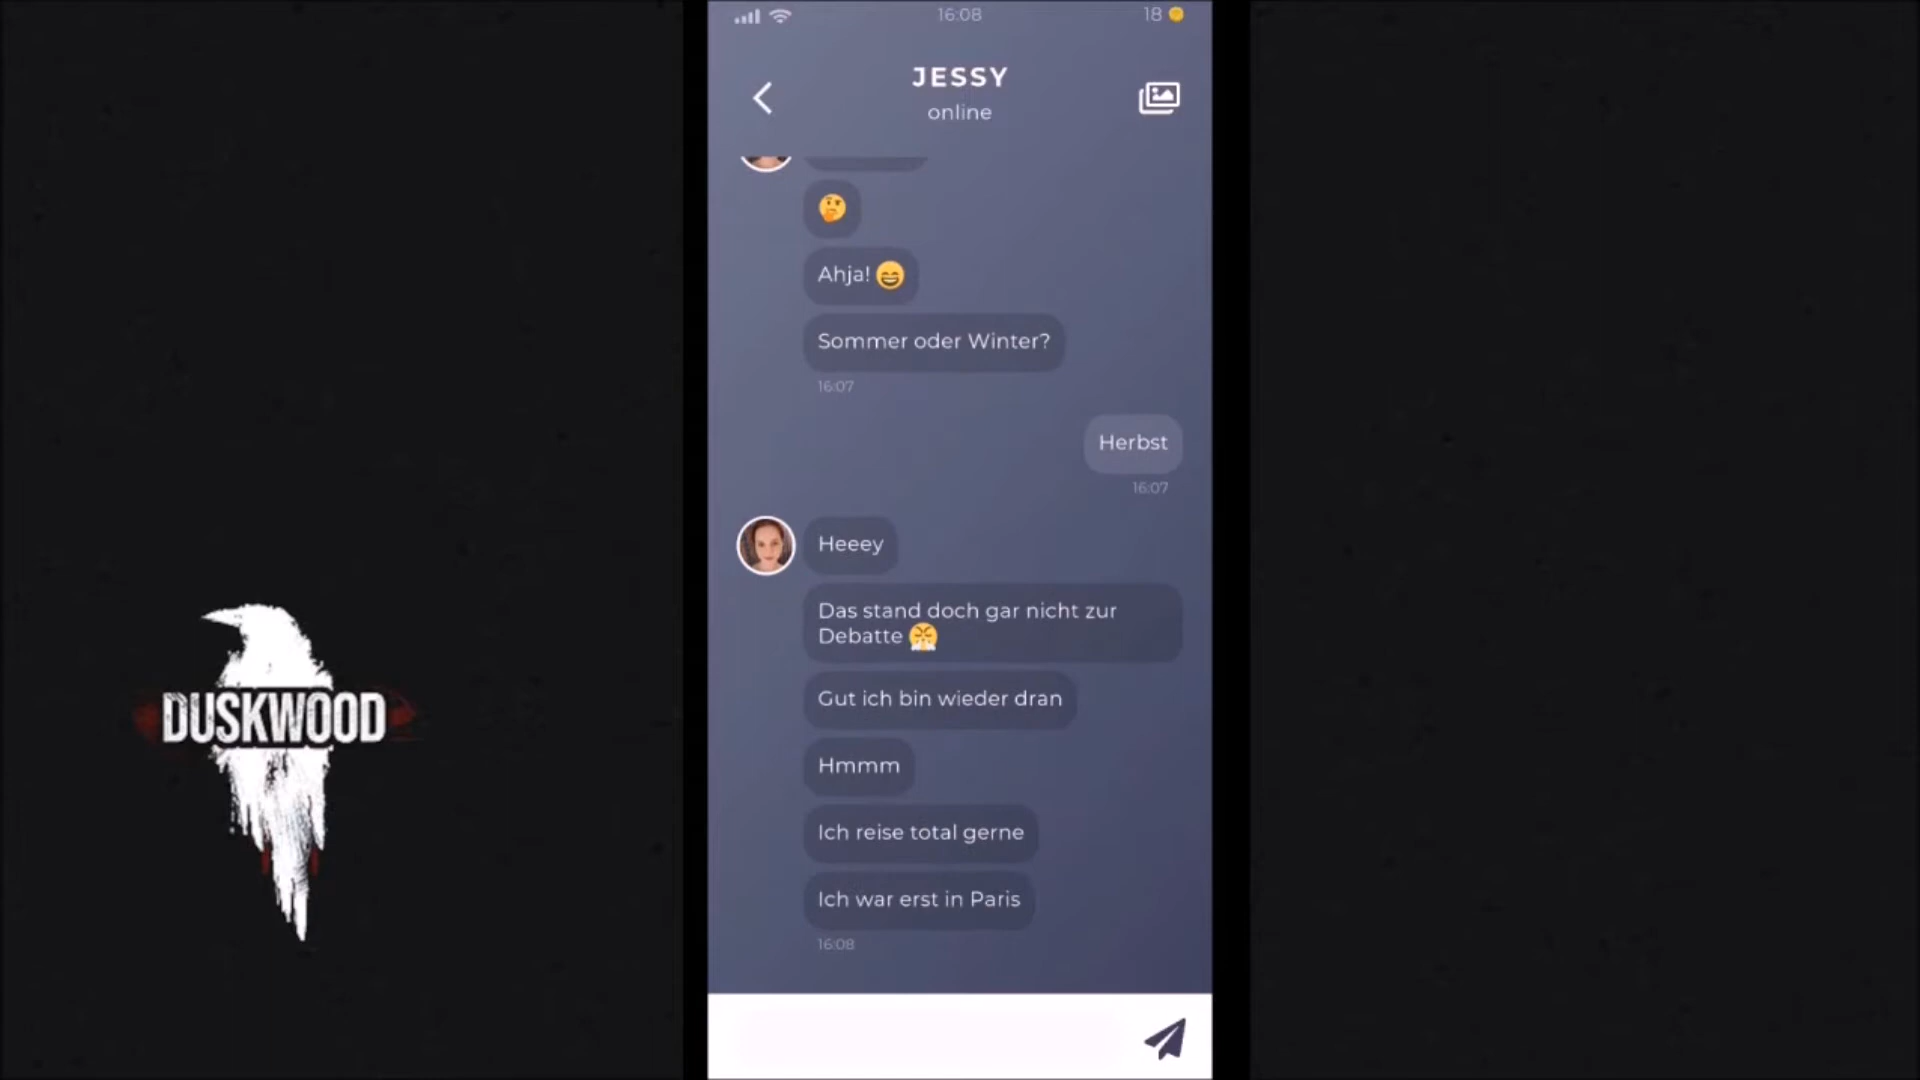 16:08
18
JESSY
online
Ahja!
Sommer oder Winter?
16:07
Herbst
16:07
Heeey
Das stand doch gar nicht zur
Debatte
Gut ich bin wieder dran
Hmmm
Ich reise total gerne
Ich war erst in Paris
16:08
DUSKWOOD